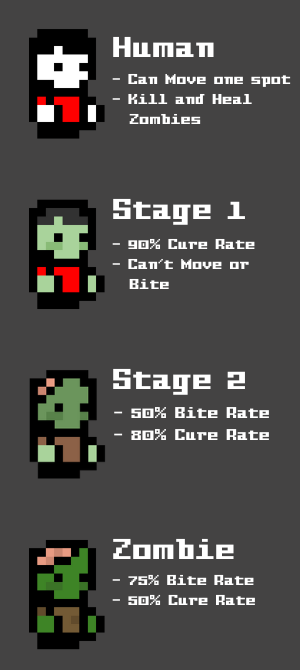 Human
- Can Move one spot
- Kill and Heal
Zombies
Stage 1
- 90% Cure Rate
- Can't Move or
Bite
Stage 2
- 50% Bite Rate
- 80% Cure Rate
Zombie
- 75% Bite Rate
- 50% Cure Rate